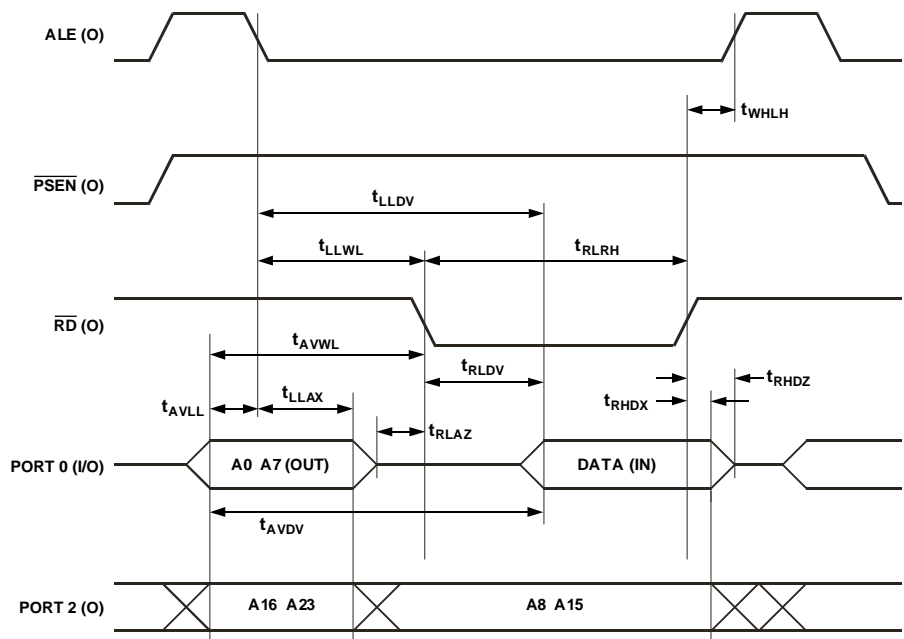 ALE (O)
tWHLH
PSEN (O)
tLLDV
tLLWL
tRLRH
RD (O)
tAVWL
tRLDV
tRHDZ
tLLAX
tAVLL
tRHDX
tRLAZ
PORT 0 (I/O)
A0 A7 (OUT)
DATA (IN)
tAVDV
PORT 2 (O)
A16 A23
A8 A15